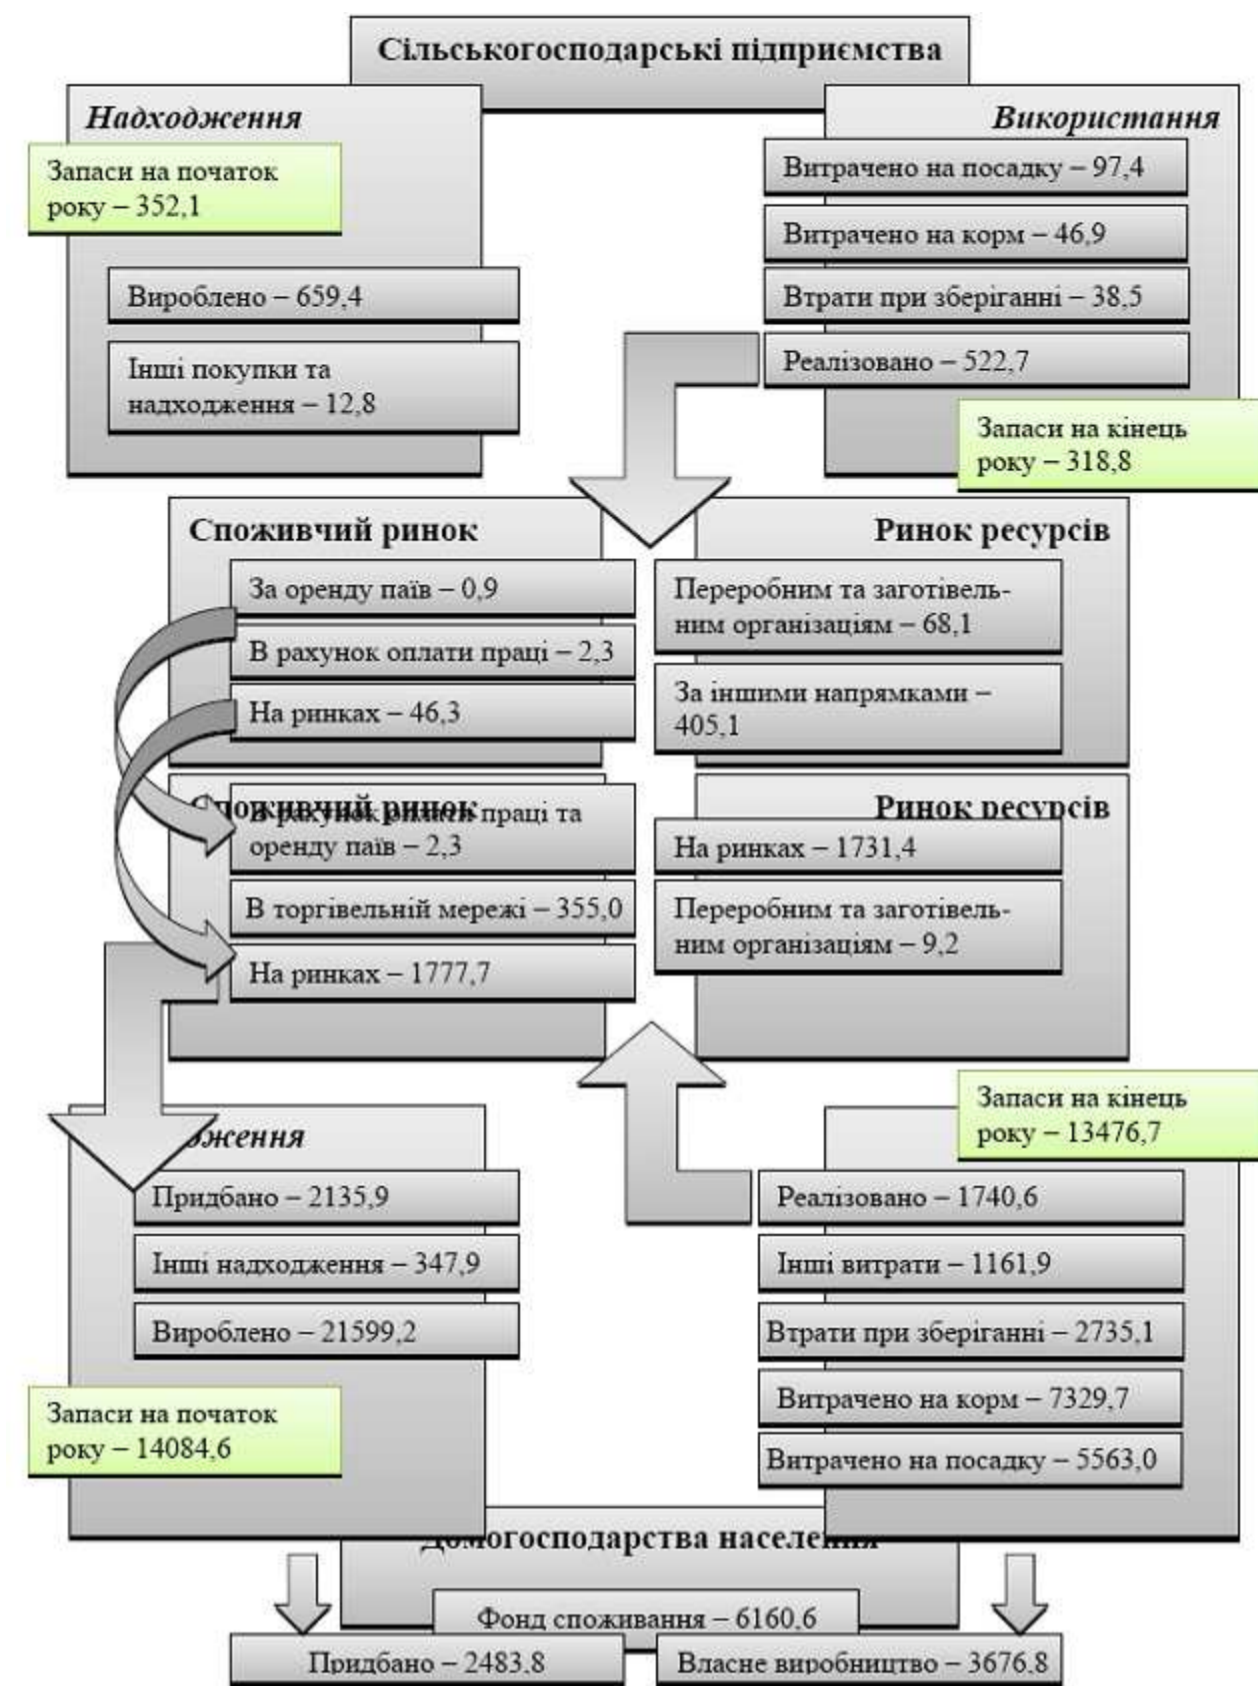 Сільськогосподарські підприємства
Надходження
Запаси на початок
року – 352,1
Вироблено – 659,4
Інші покупки та
надходження – 12,8
Використання
Витрачено на посадку – 97,4
Витрачено на корм – 46,9
Втрати при зберіганні – 38,5
Реалізовано – 522,7
Запаси на кінець
року – 318,8
Споживчий ринок
За оренду паїв – 0,9
В рахунок оплати праці – 2,3
На ринках – 46,3
Ринок ресурсів
Переробним та заготівель-
ним організаціям – 68,1
За іншими напрямками –
405,1
Споживчий ринок
В рахунок оплати праці та
оренду паїв – 2,3
В торгівельній мережі – 355,0
На ринках – 1777,7
Ринок ресурсів
На ринках – 1731,4
Переробним та заготівель-
ним організаціям – 9,2
ження
Придбано – 2135,9
Інші надходження – 347,9
Вироблено – 21599,2
Запаси на початок
року – 14084,6
Запаси на кінець
року – 13476,7
Реалізовано – 1740,6
Інші витрати – 1161,9
Втрати при зберіганні – 2735,1
Витрачено на корм – 7329,7
Витрачено на посадку – 5563,0
Домогосподарства населення
Фонд споживання – 6160,6
Придбано – 2483,8
Власне виробництво – 3676,8